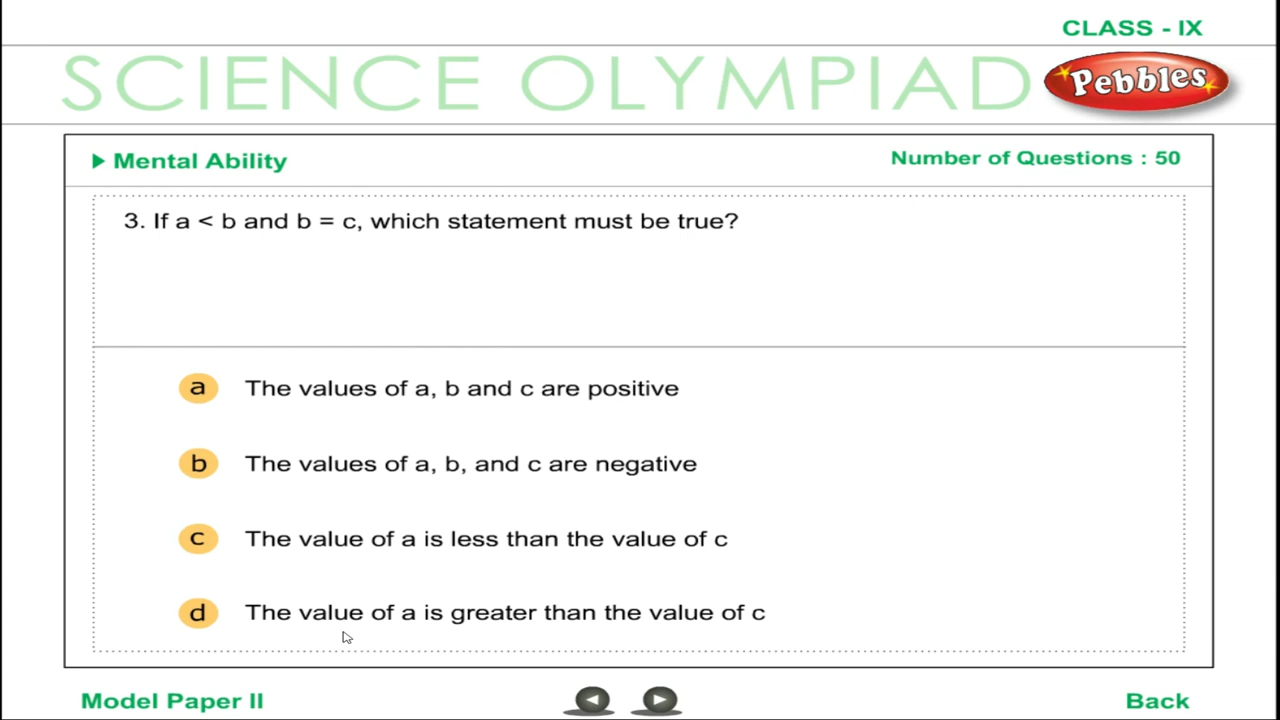 CLASS - IX
SCIENCE OLYMPIAD
Pebbles
Mental Ability
Number of Questions : 50
3. If a < b and b = c, which statement must be true?
a The values of a, b and c are positive
b The values of a, b, and c are negative
c The value of a is less than the value of c
d The value of a is greater than the value of c
Model Paper II
Back